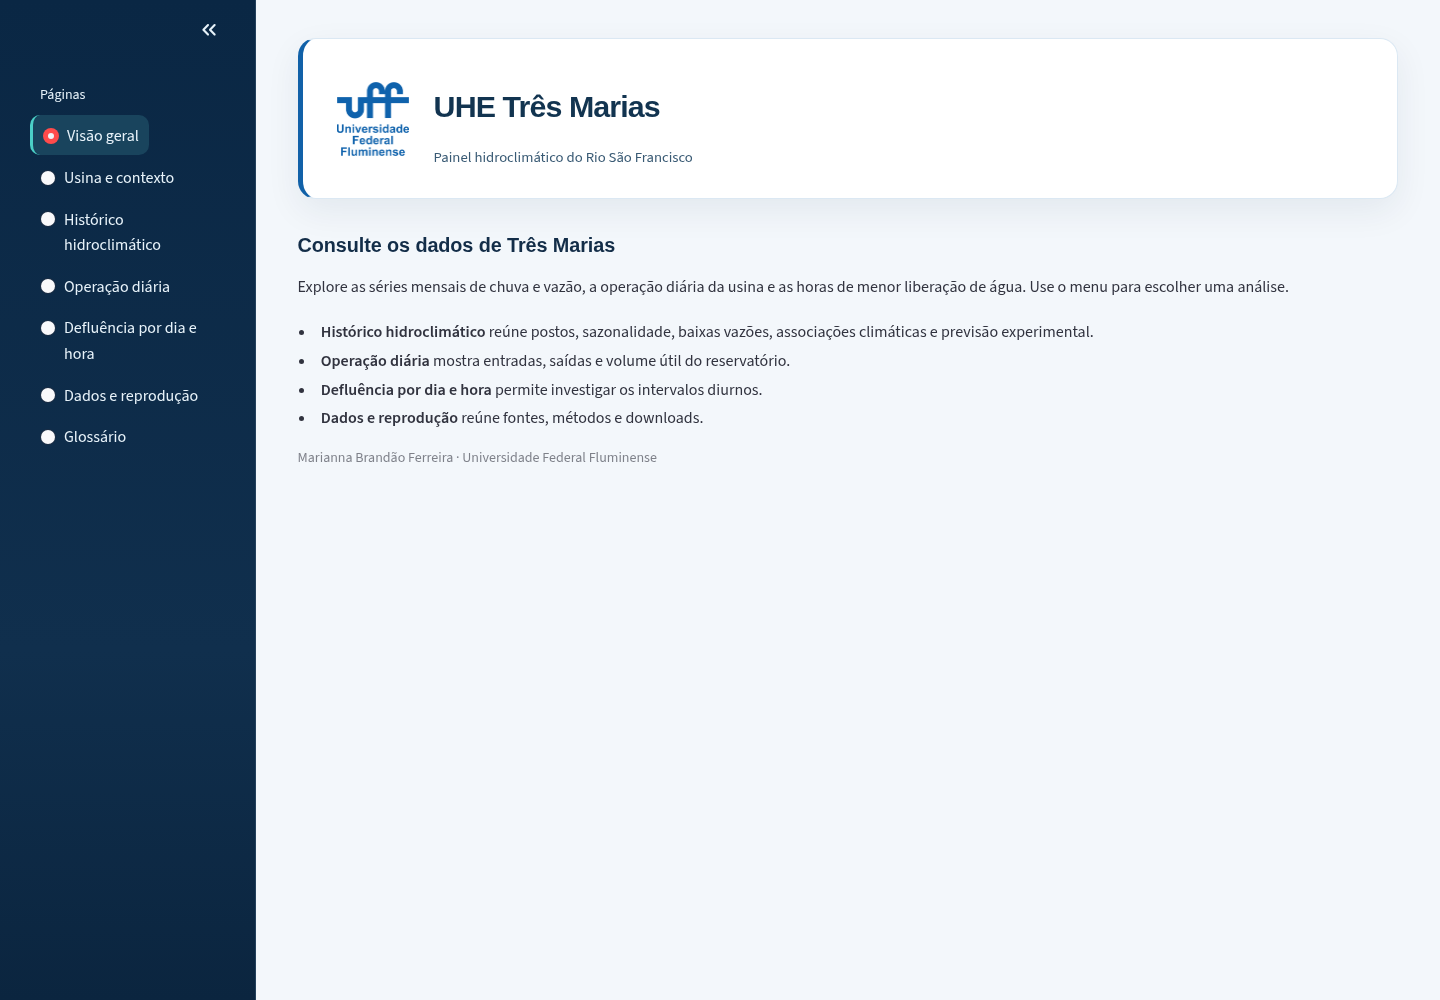 Páginas
Visão geral
Usina e contexto
Histórico
hidroclimático
Operação diária
Defluência por dia e
hora
Dados e reprodução
Glossário
uff
Universidade
Federal
Fluminense
UHE Três Marias
Painel hidroclimático do Rio São Francisco
Consulte os dados de Três Marias
Explore as séries mensais de chuva e vazão, a operação diária da usina e as horas de menor liberação de água. Use o menu para escolher uma análise.
Histórico hidroclimático reúne postos, sazonalidade, baixas vazões, associações climáticas e previsão experimental.
Operação diária mostra entradas, saídas e volume útil do reservatório.
Defluência por dia e hora permite investigar os intervalos diurnos.
Dados e reprodução reúne fontes, métodos e downloads.
Marianna Brandão Ferreira · Universidade Federal Fluminense